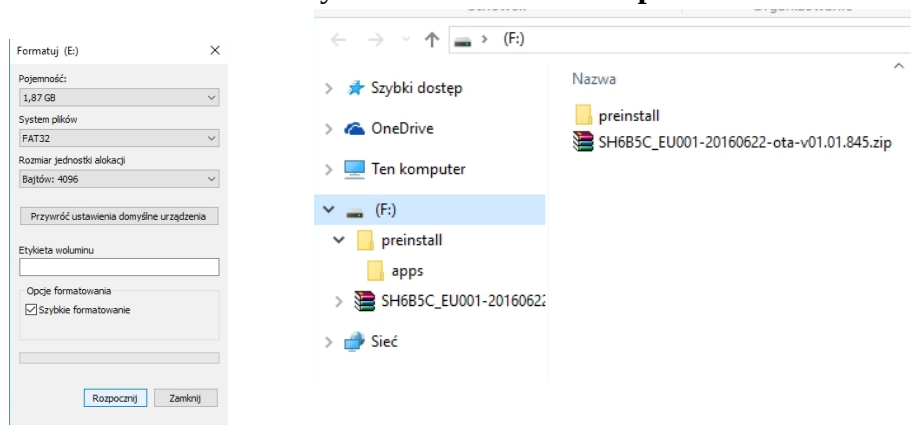 Formatuj (E:)
Pojemność:
1,87 GB
System plików
FAT32
Rozmiar jednostki alokacji
Bajtów: 4096
Przywróć ustawienia domyślne urządzenia
Etykieta woluminu
Opcje formatowania
Szybkie formatowanie
Rozpocznij Zamknij
(F:)
Szybki dostęp
OneDrive
Ten komputer
(F:)
preinstall
apps
SH6B5C_EU001-20160622
Sieć
Nazwa
preinstall
SH6B5C_EU001-20160622-ota-v01.01.845.zip